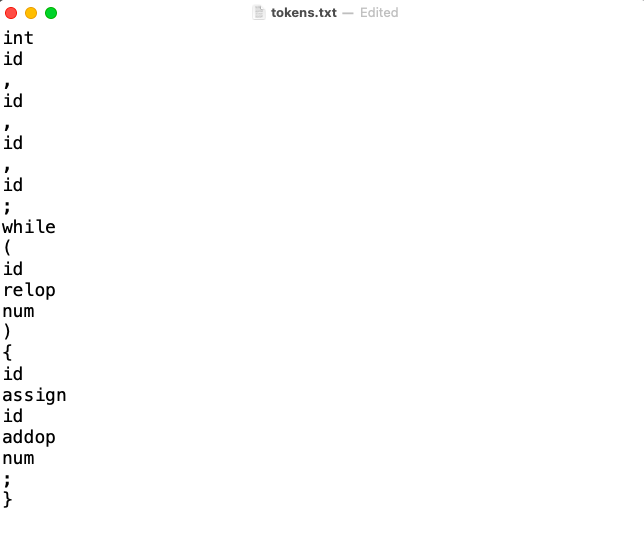 tokens.txt — Edited
int
id
,
id
,
id
,
id
;
while
(
id
relop
num
)
{
id
assign
id
addop
num
;
}